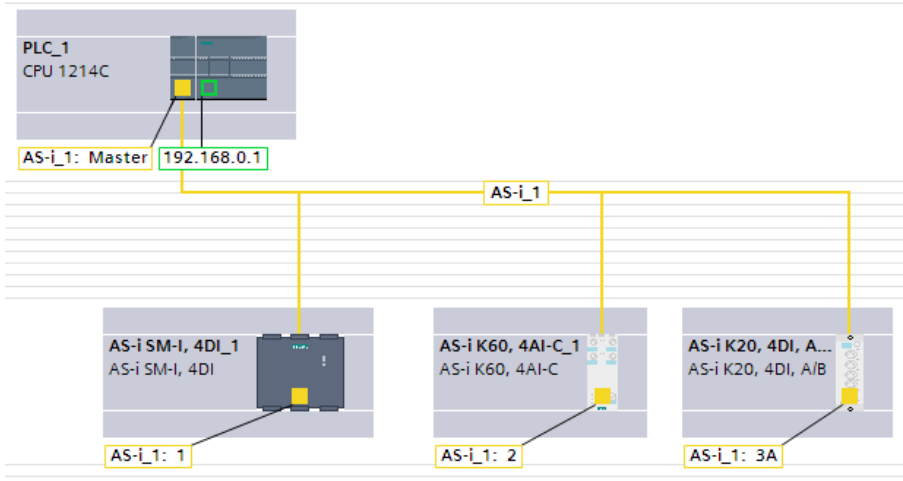 PLC_1
CPU 1214C
AS-i_1: Master
192.168.0.1
AS-i_1
AS-i SM-I, 4DI_1
AS-i SM-I, 4DI
AS-i K60, 4AI-C_1
AS-i K60, 4AI-C
AS-i K20, 4DI, A...
AS-i K20, 4DI, A/B
AS-i_1: 1
AS-i_1: 2
AS-i_1: 3A